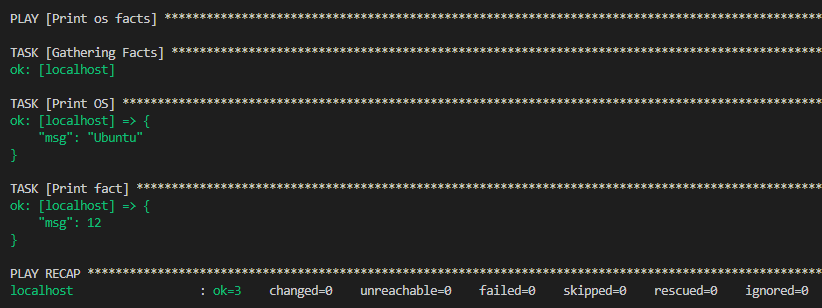 PLAY [Print os facts] **********************************************************************************************
TASK [Gathering Facts] *********************************************************************************************
ok: [localhost]
TASK [Print OS] ****************************************************************************************************
ok: [localhost] => {
    "msg": "Ubuntu"
}
TASK [Print fact] **************************************************************************************************
ok: [localhost] => {
    "msg": 12
}
PLAY RECAP *********************************************************************************************************
localhost                  : ok=3    changed=0    unreachable=0    failed=0    skipped=0    rescued=0    ignored=0